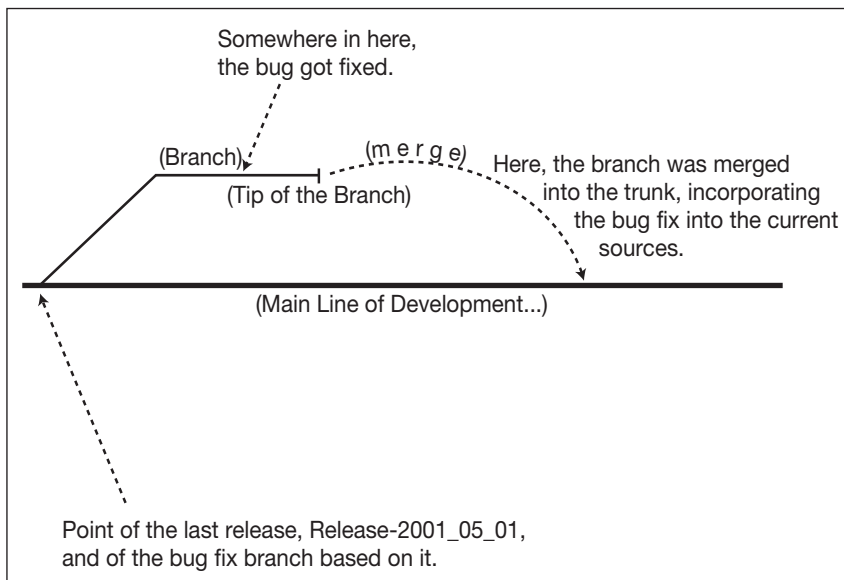 Somewhere in here,
the bug got fixed.
(Branch)
(m e r g e)
(Tip of the Branch)
Here, the branch was merged
into the trunk, incorporating
the bug fix into the current
sources.
(Main Line of Development...)
Point of the last release, Release-2001_05_01,
and of the bug fix branch based on it.